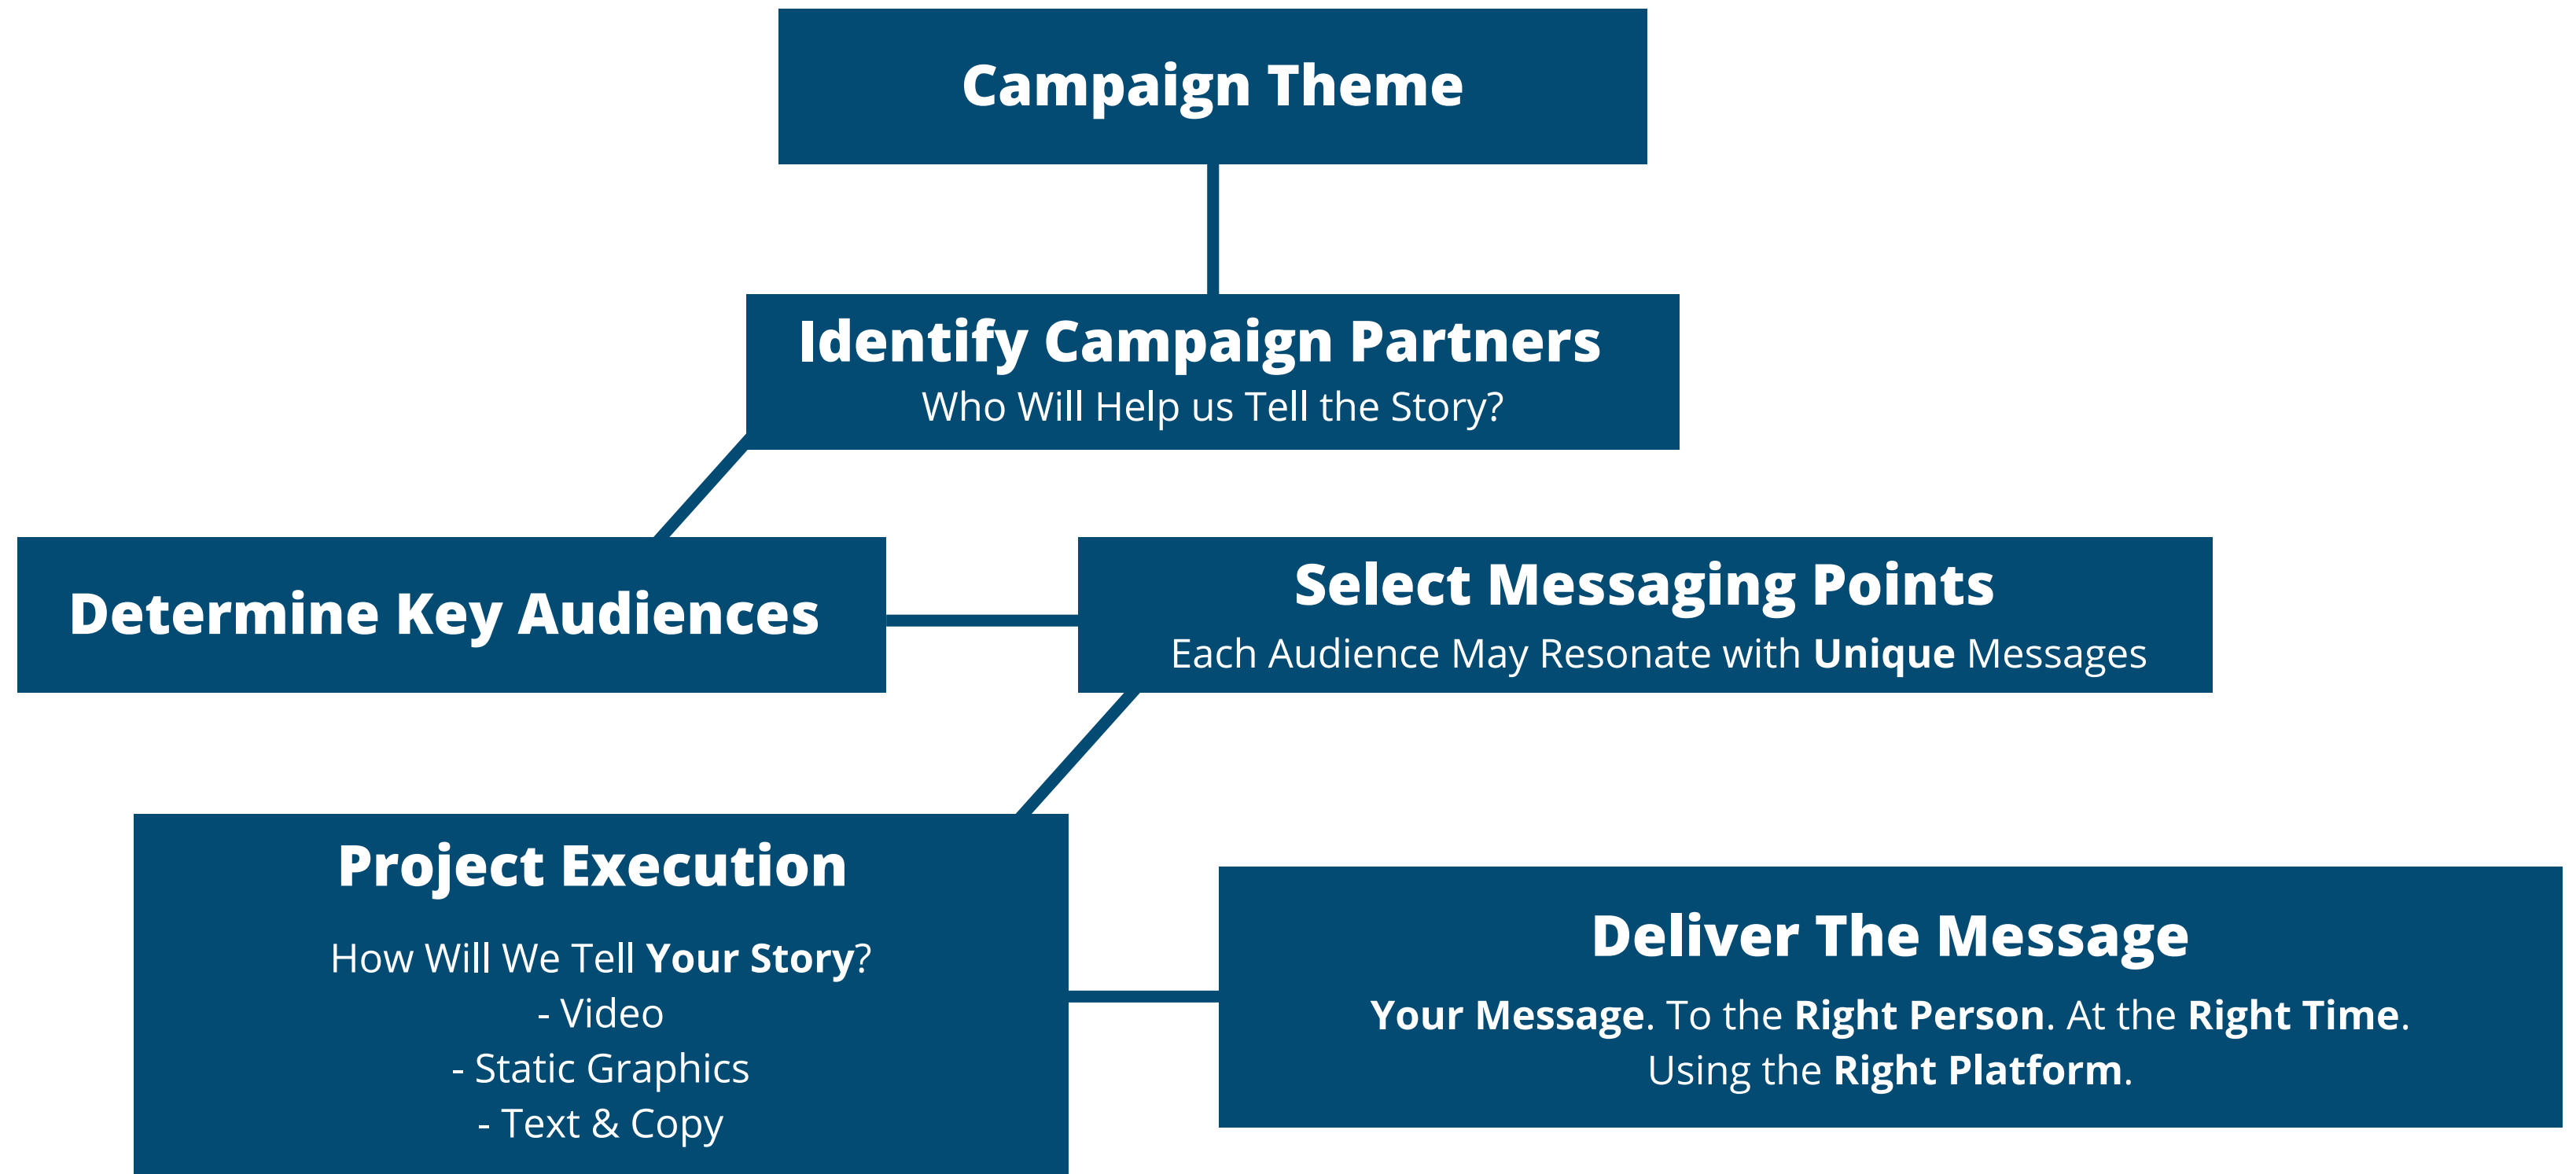 Campaign Theme
Identify Campaign Partners
Who Will Help us Tell the Story?
Determine Key Audiences
Select Messaging Points
Each Audience May Resonate with Unique Messages
Project Execution
How Will We Tell Your Story?
- Video
- Static Graphics
- Text & Copy
Deliver The Message
Your Message. To the Right Person. At the Right Time.
Using the Right Platform.